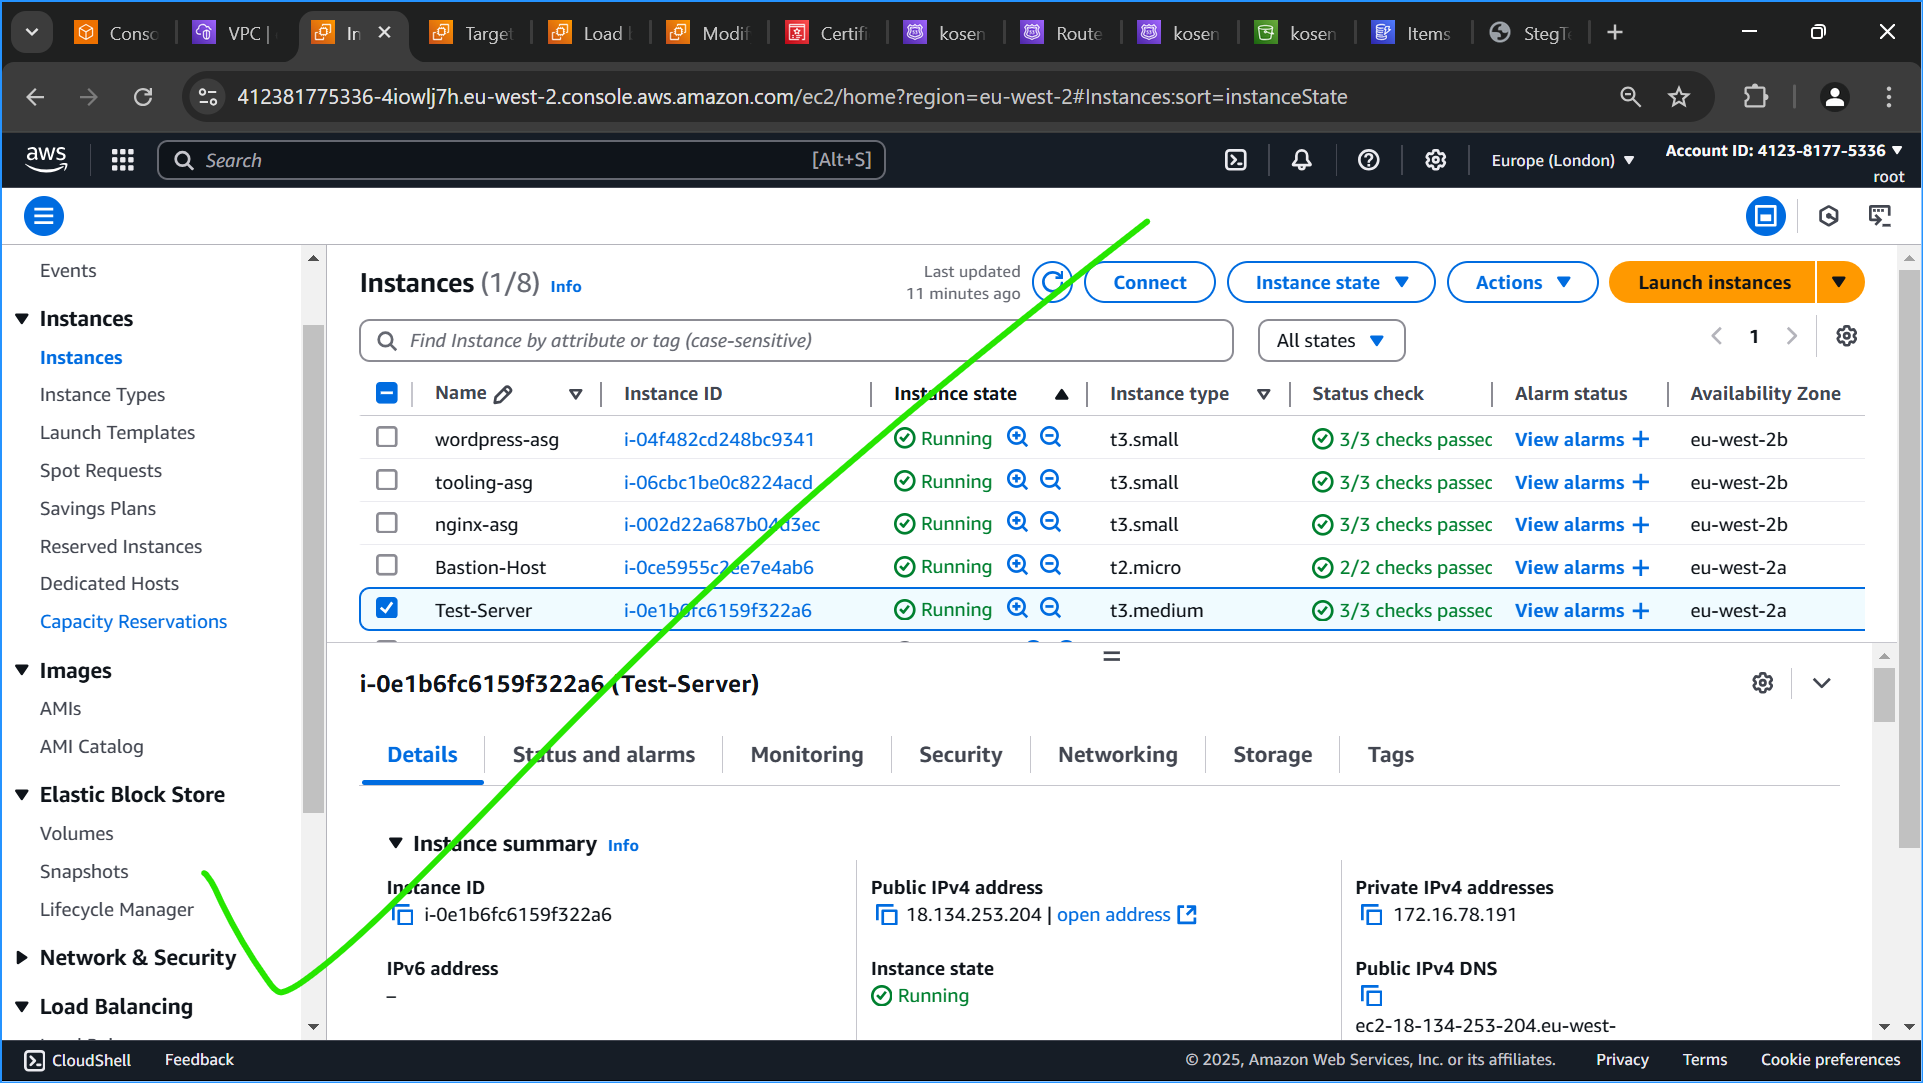 Conso
VPC |
In
Target
Load
Modif
Certifi
kosen
Route
kosen
kosen
Items
StegTe
412381775336-4iowlj7h.eu-west-2.console.aws.amazon.com/ec2/home?region=eu-west-2#Instances:sort=instanceState
aws
Search [Alt+S]
Europe (London)
Account ID: 4123-8177-5336
root
Events
Instances
Instances
Instance Types
Launch Templates
Spot Requests
Savings Plans
Reserved Instances
Dedicated Hosts
Capacity Reservations
Images
AMIs
AMI Catalog
Elastic Block Store
Volumes
Snapshots
Lifecycle Manager
Network & Security
Load Balancing
Instances (1/8) Info
Last updated
11 minutes ago
Connect
Instance state
Actions
Launch instances
Find Instance by attribute or tag (case-sensitive)
All states
1
Name Instance ID Instance state Instance type Status check Alarm status Availability Zone
wordpress-asg i-04f482cd248bc9341 Running t3.small 3/3 checks passec View alarms + eu-west-2b
tooling-asg i-06cbc1be0c8224acd Running t3.small 3/3 checks passec View alarms + eu-west-2b
nginx-asg i-002d22a687b04d3ec Running t3.small 3/3 checks passec View alarms + eu-west-2b
Bastion-Host i-0ce5955c2ee7e4ab6 Running t2.micro 2/2 checks passec View alarms + eu-west-2a
Test-Server i-0e1b6fc6159f322a6 Running t3.medium 3/3 checks passec View alarms + eu-west-2a
i-0e1b6fc6159f322a6 (Test-Server)
Details Status and alarms Monitoring Security Networking Storage Tags
Instance summary Info
Instance ID
i-0e1b6fc6159f322a6
IPv6 address
–
Public IPv4 address
18.134.253.204 | open address
Instance state
Running
Private IPv4 addresses
172.16.78.191
Public IPv4 DNS
ec2-18-134-253-204.eu-west-
CloudShell Feedback © 2025, Amazon Web Services, Inc. or its affiliates. Privacy Terms Cookie preferences